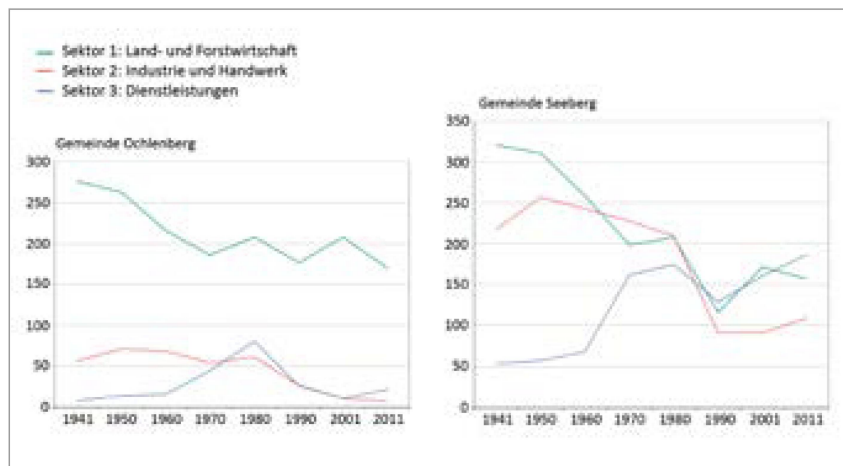 Sektor 1: Land- und Forstwirtschaft
Sektor 2: Industrie und Handwerk
Sektor 3: Dienstleistungen
Gemeinde Ochlenberg
300
250
200
150
100
50
0
1941 1950 1960 1970 1980 1990 2001 2011
Gemeinde Seeberg
350
300
250
200
150
100
50
0
1941 1950 1960 1970 1980 1990 2001 2011